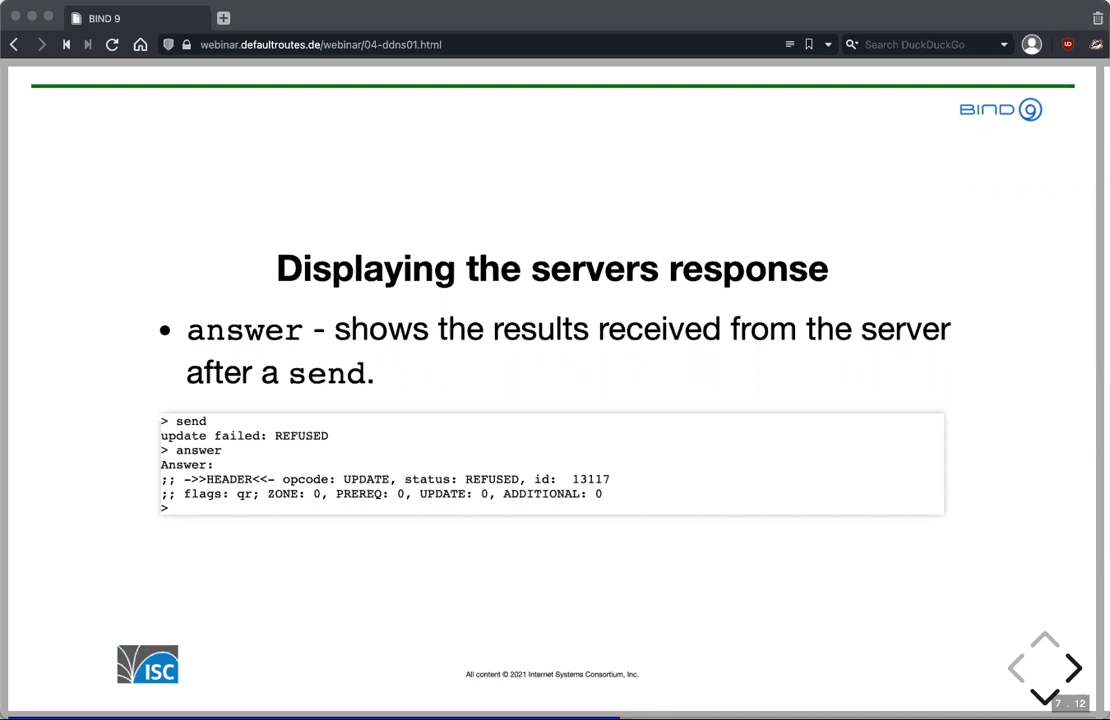 BIND 9
webinar.defaultroutes.de/webinar/04-ddns01.html
Search DuckDuckGo
BIND 9
Displaying the servers response
• answer - shows the results received from the server
after a send.
> send
update failed: REFUSED
> answer
Answer:
;; ->>HEADER<<- opcode: UPDATE, status: REFUSED, id:  13117
;; flags: qr; ZONE: 0, PREREQ: 0, UPDATE: 0, ADDITIONAL: 0
>
ISC
All content © 2021 Internet Systems Consortium, Inc.
7 . 12